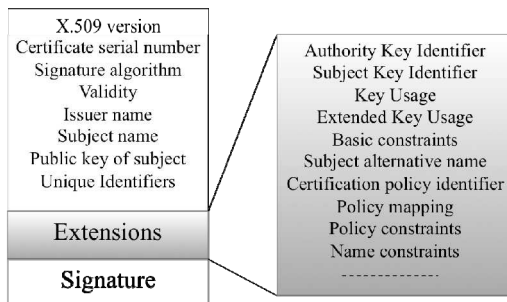 X.509 version
Certificate serial number
Signature algorithm
Validity
Issuer name
Subject name
Public key of subject
Unique Identifiers
Extensions
Signature
Authority Key Identifier
Subject Key Identifier
Key Usage
Extended Key Usage
Basic constraints
Subject alternative name
Certification policy identifier
Policy mapping
Policy constraints
Name constraints
--------------